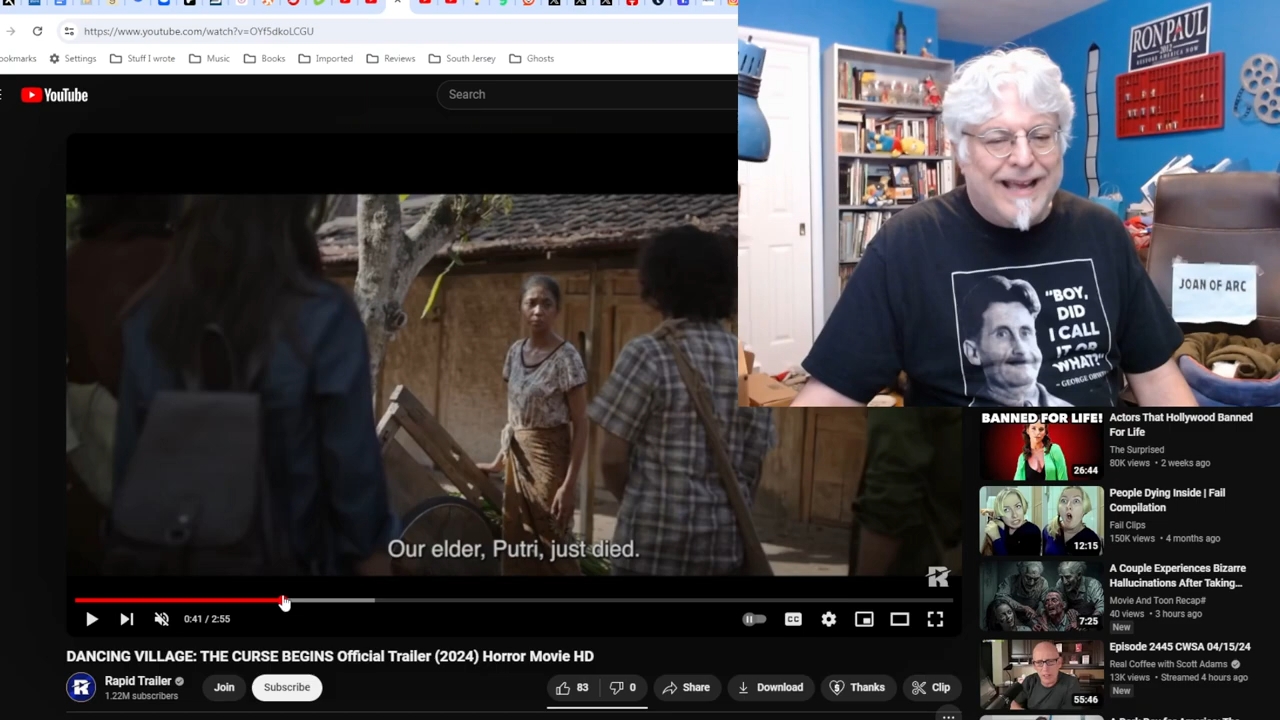 https://www.youtube.com/watch?v=OYf5dkoLCGU
ookmarks Settings Stuff I wrote Music Books Imported Reviews South Jersey Ghosts
YouTube
Search
RON PAUL
2012
RESTORE AMERICA NOW
JOAN OF ARC
"BOY,
DID
I CALL
IT OR
WHAT?"
Our elder, Putri, just died.
0:41 / 2:55
CC
DANCING VILLAGE: THE CURSE BEGINS Official Trailer (2024) Horror Movie HD
Rapid Trailer
1.22M subscribers
Join
Subscribe
83
0
Share
Download
Thanks
Clip
BANNED FOR LIFE!
26:44
Actors That Hollywood Banned
For Life
The Surprised
80K views • 2 weeks ago
12:15
People Dying Inside | Fail
Compilation
Fail Clips
150K views • 4 months ago
7:25
A Couple Experiences Bizarre
Hallucinations After Taking...
Movie And Toon Recap#
40 views • 3 hours ago
New
55:46
Episode 2445 CWSA 04/15/24
Real Coffee with Scott Adams
13K views • Streamed 4 hours ago
New